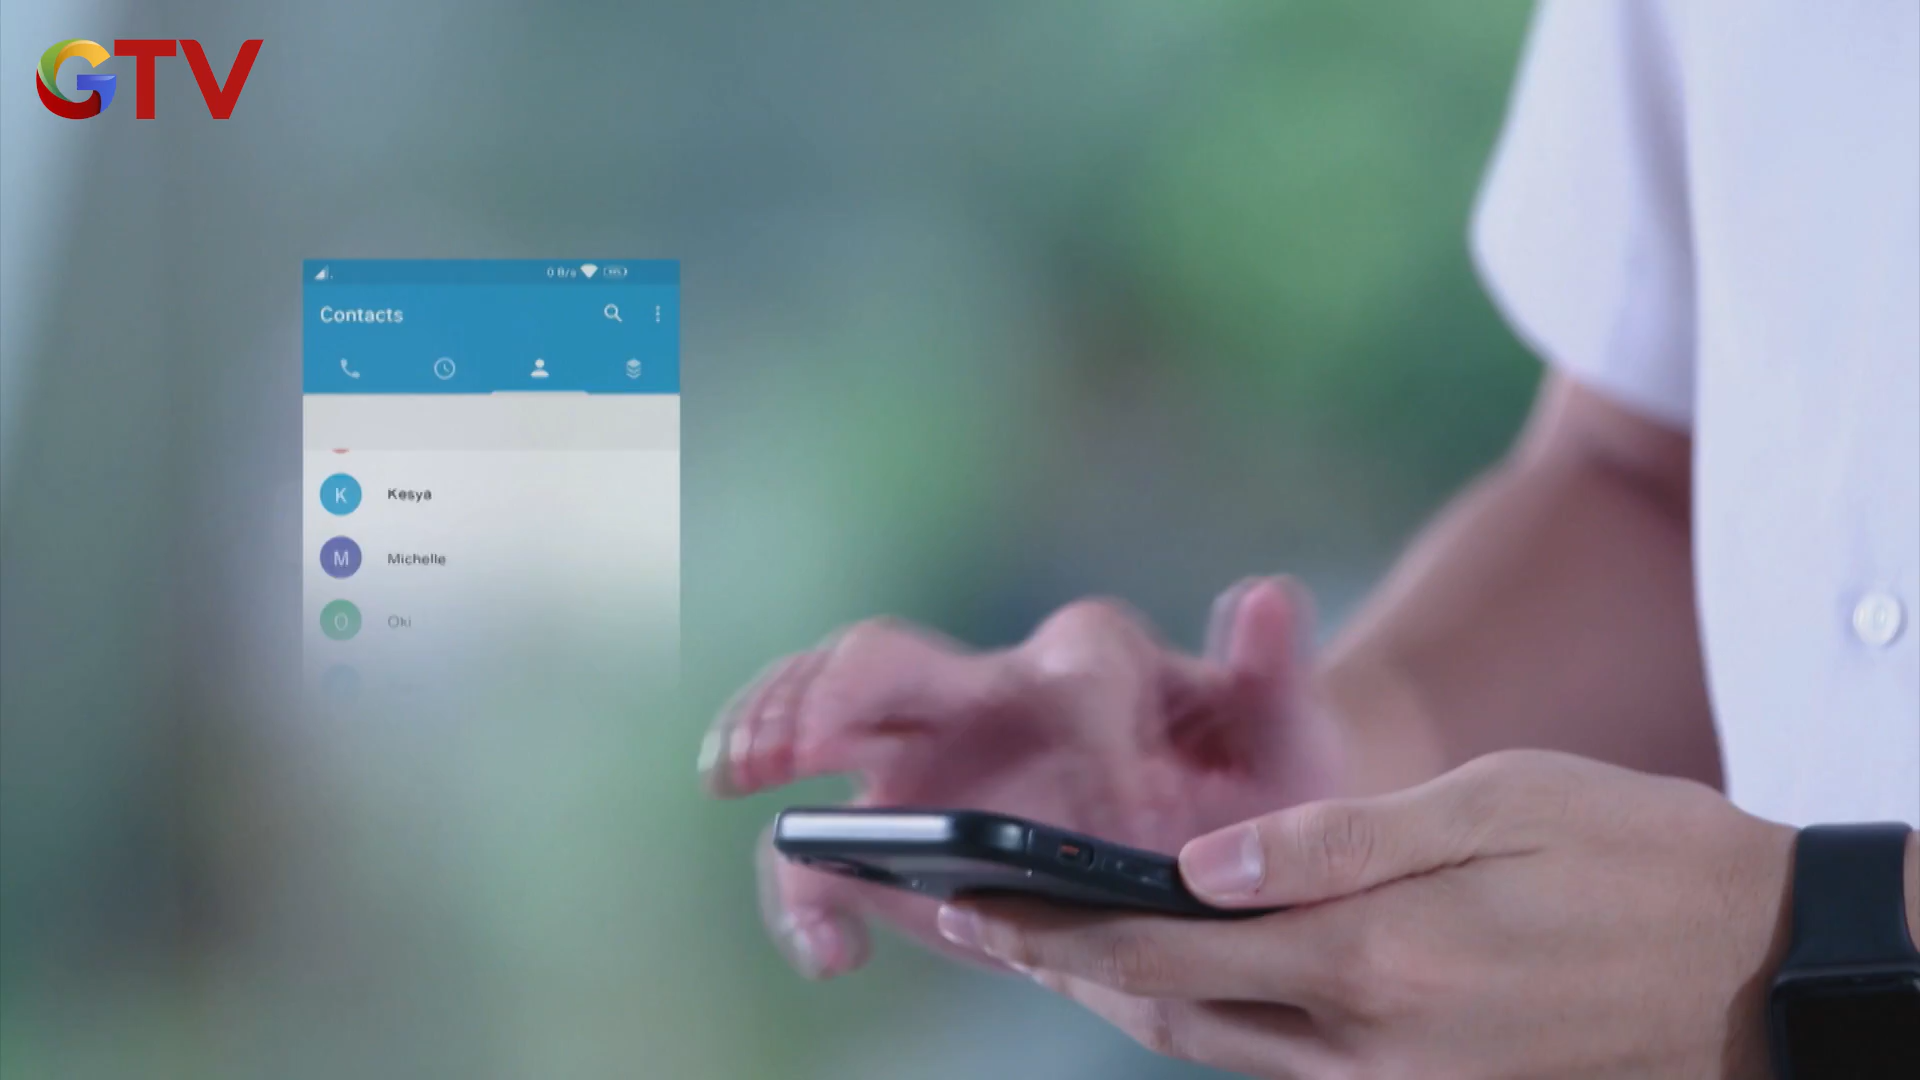 GTV
0 B/s
Contacts
K Kesya
M Michelle
O Oki